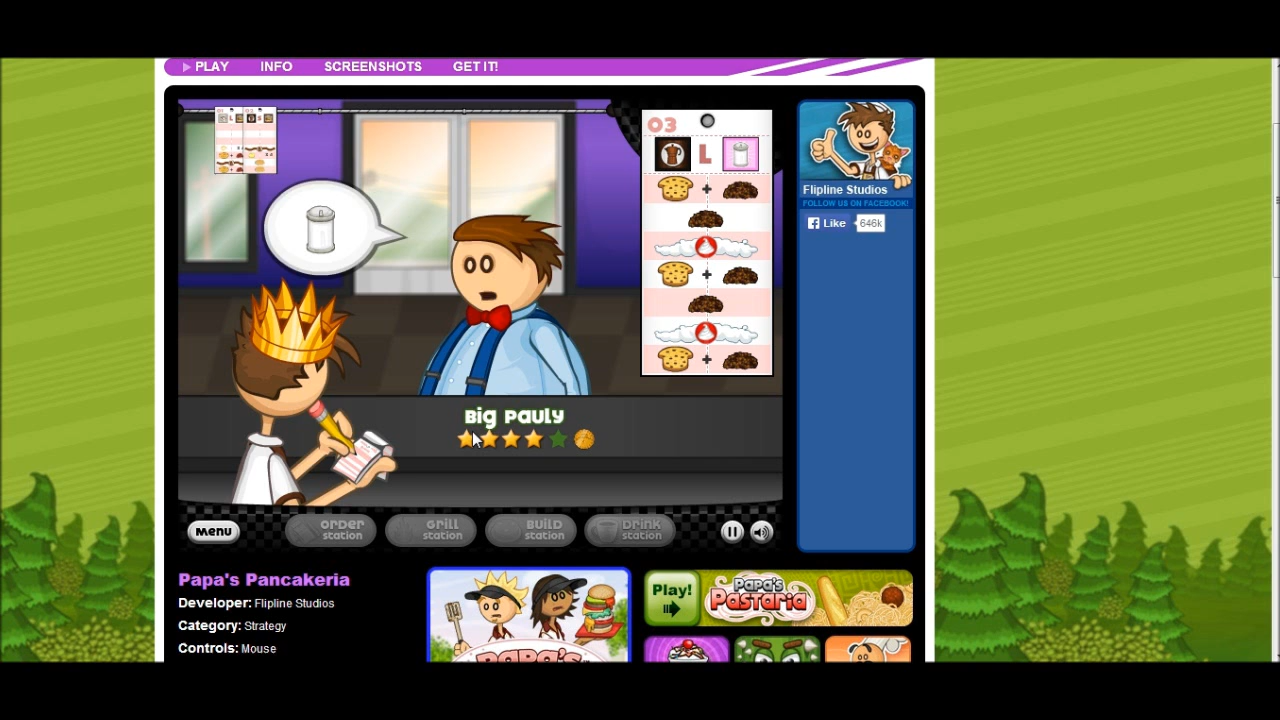 PLAY INFO SCREENSHOTS GET IT!
03
L
Flipline Studios
FOLLOW US ON FACEBOOK!
Like 646k
Big Pauly
menu
Order Station
Grill Station
Build Station
Drink Station
Papa's Pancakeria
Developer: Flipline Studios
Category: Strategy
Controls: Mouse
PAPA'S
Play!
Papa's
Pastaria